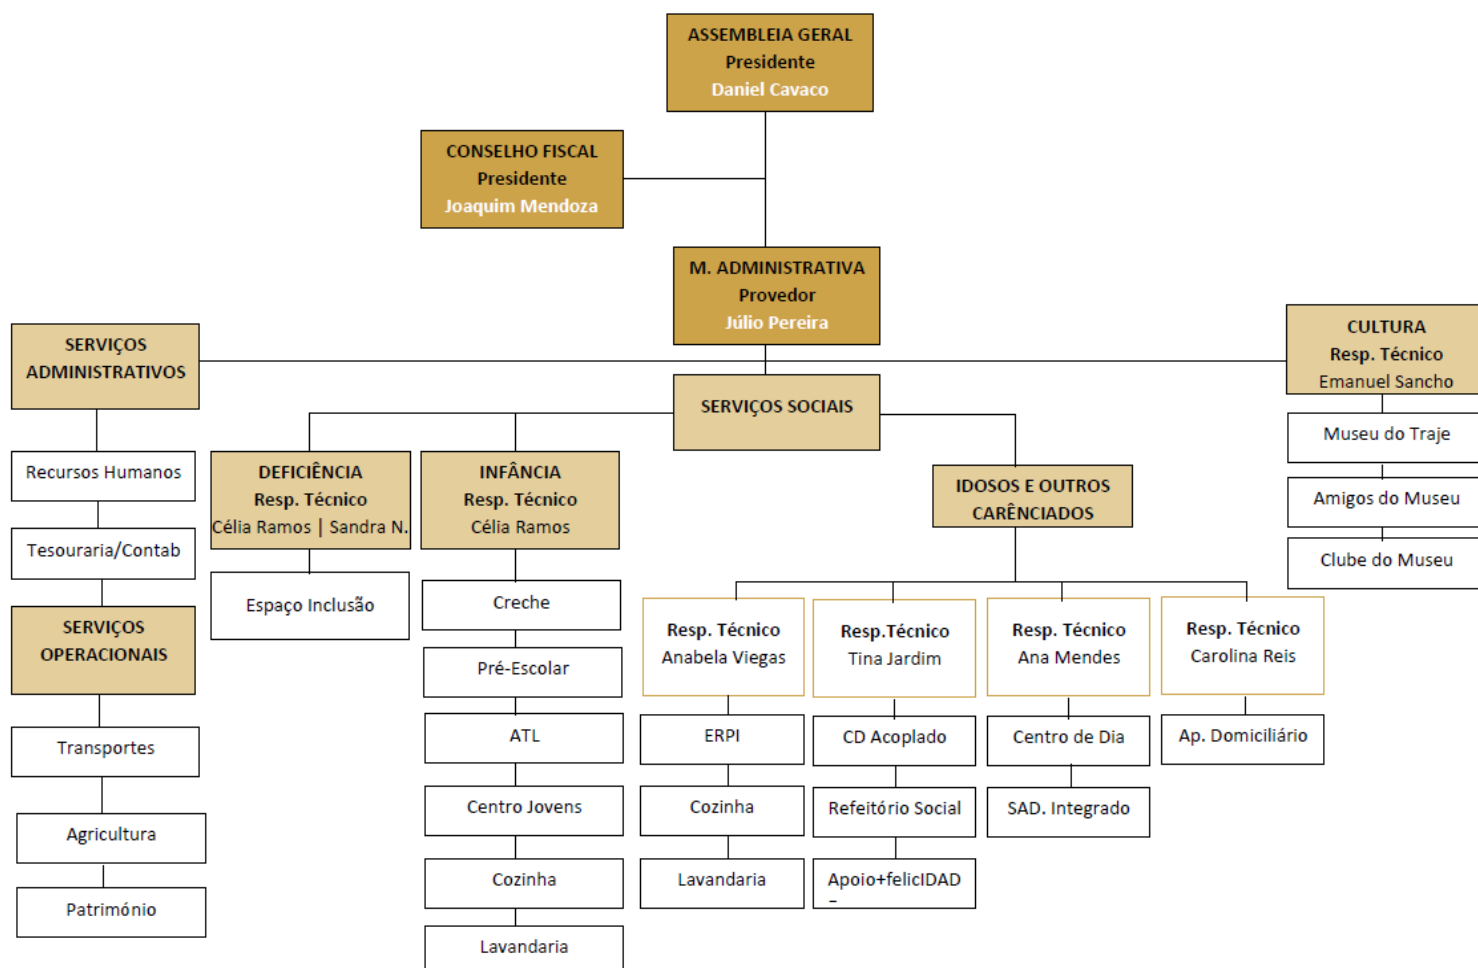 ASSEMBLEIA GERAL
Presidente
Daniel Cavaco
CONSELHO FISCAL
Presidente
Joaquim Mendoza
M. ADMINISTRATIVA
Provedor
Júlio Pereira
SERVIÇOS
ADMINISTRATIVOS
Recursos Humanos
Tesouraria/Contab
SERVIÇOS
OPERACIONAIS
Transportes
Agricultura
Património
SERVIÇOS SOCIAIS
DEFICIÊNCIA
Resp. Técnico
Célia Ramos | Sandra N.
Espaço Inclusão
INFÂNCIA
Resp. Técnico
Célia Ramos
Creche
Pré-Escolar
ATL
Centro Jovens
Cozinha
Lavandaria
IDOSOS E OUTROS
CARÊNCIADOS
Resp. Técnico
Anabela Viegas
ERPI
Cozinha
Lavandaria
Resp.Técnico
Tina Jardim
CD Acoplado
Refeitório Social
Apoio+felicIDAD
Resp. Técnico
Ana Mendes
Centro de Dia
SAD. Integrado
Resp. Técnico
Carolina Reis
Ap. Domiciliário
CULTURA
Resp. Técnico
Emanuel Sancho
Museu do Traje
Amigos do Museu
Clube do Museu